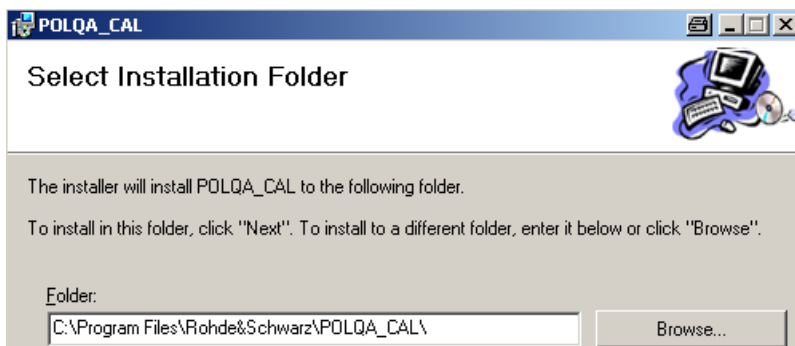 POLQA_CAL
Select Installation Folder
The installer will install POLQA_CAL to the following folder.
To install in this folder, click "Next". To install to a different folder, enter it below or click "Browse".
Folder:
C:\Program Files\Rohde&Schwarz\POLQA_CAL\
Browse...